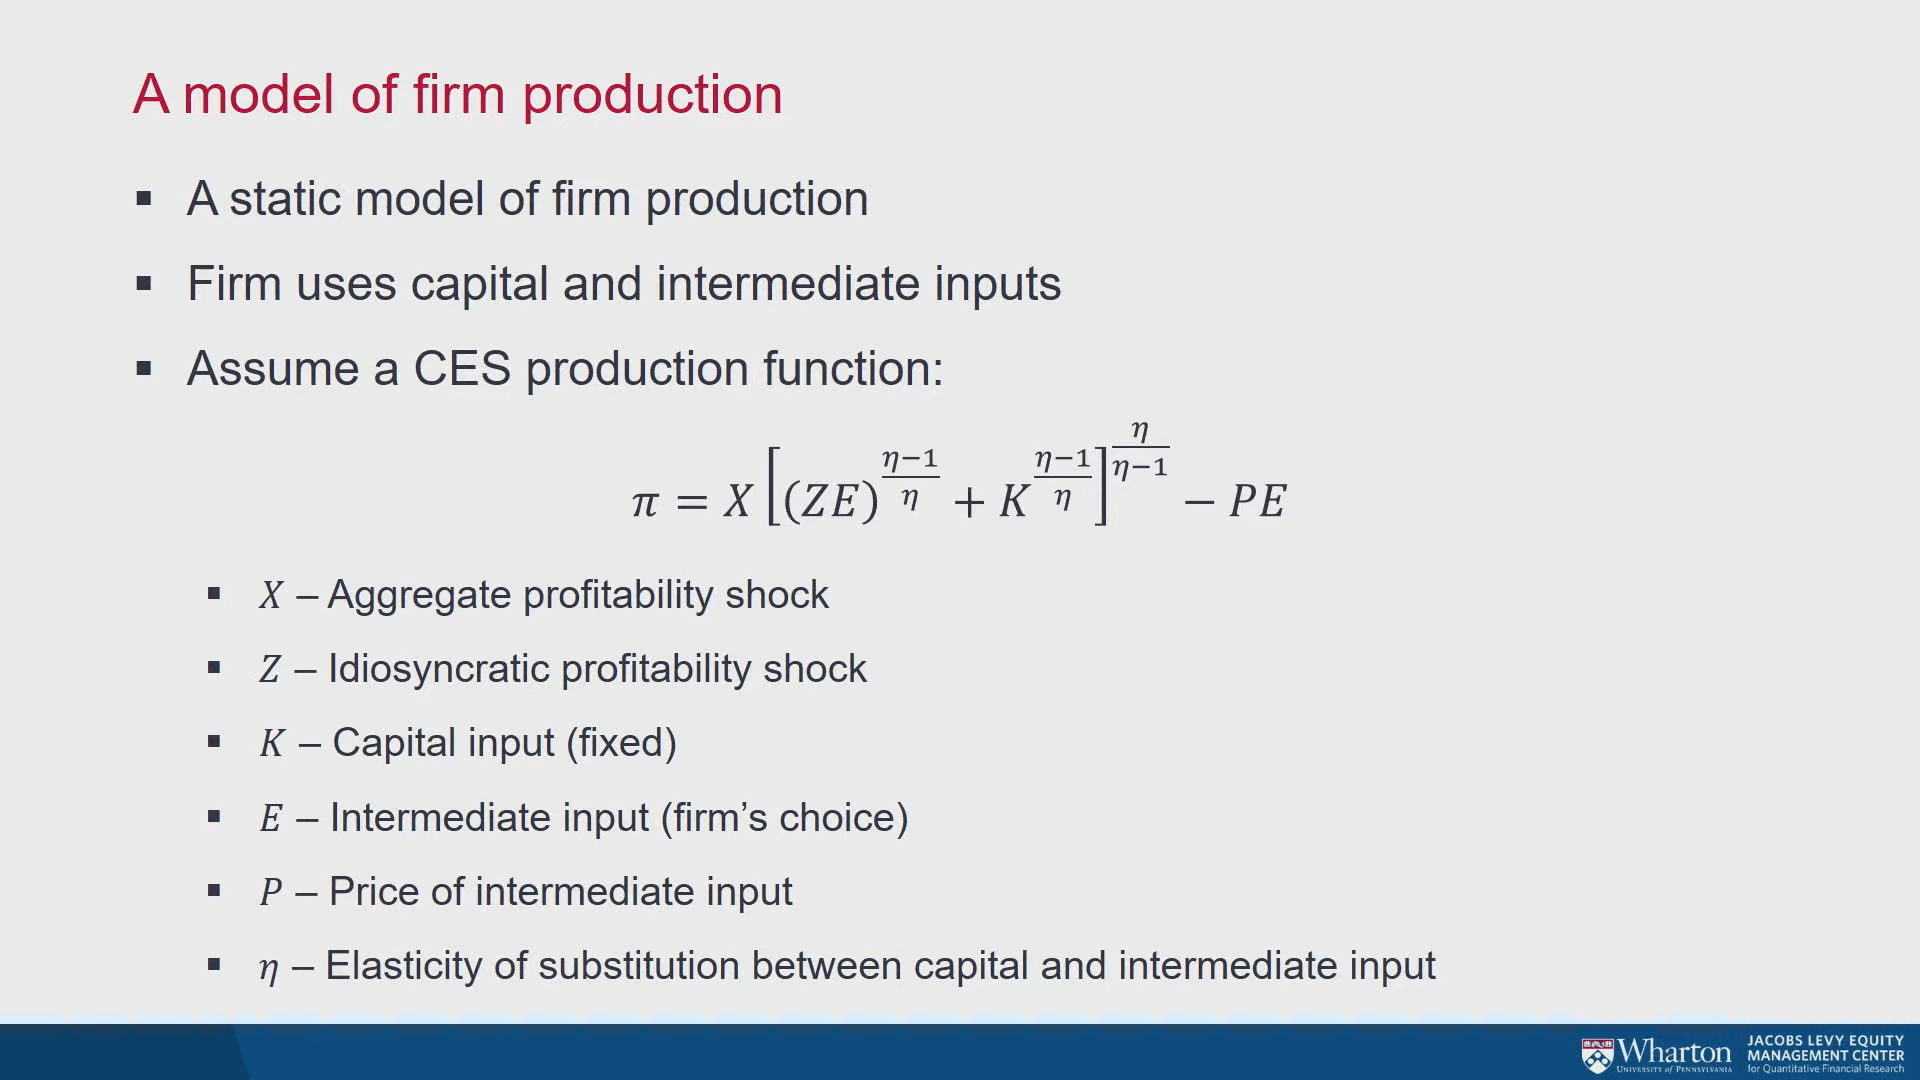 A model of firm production
▪ A static model of firm production
▪ Firm uses capital and intermediate inputs
▪ Assume a CES production function:
π = X [(ZE)^{\frac{η−1}{η}} + K^{\frac{η−1}{η}}]^{\frac{η}{η−1}} − PE
▪ X – Aggregate profitability shock
▪ Z – Idiosyncratic profitability shock
▪ K – Capital input (fixed)
▪ E – Intermediate input (firm’s choice)
▪ P – Price of intermediate input
▪ η – Elasticity of substitution between capital and intermediate input
Wharton
UNIVERSITY of PENNSYLVANIA
JACOBS LEVY EQUITY
MANAGEMENT CENTER
for Quantitative Financial Research